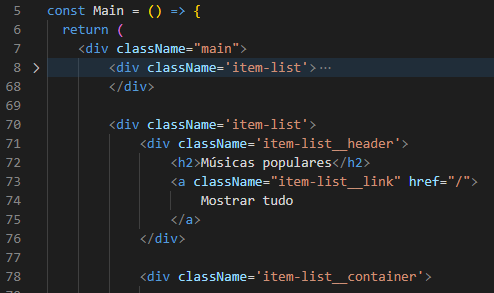 5 const Main = () => {
6 return (
7 <div className="main">
8 <div className='item-list'> ⋯
68 </div>
69
70 <div className='item-list'>
71 <div className='item-list__header'>
72 <h2>Músicas populares</h2>
73 <a className="item-list__link" href="/">
74 Mostrar tudo
75 </a>
76 </div>
77
78 <div className='item-list__container'>